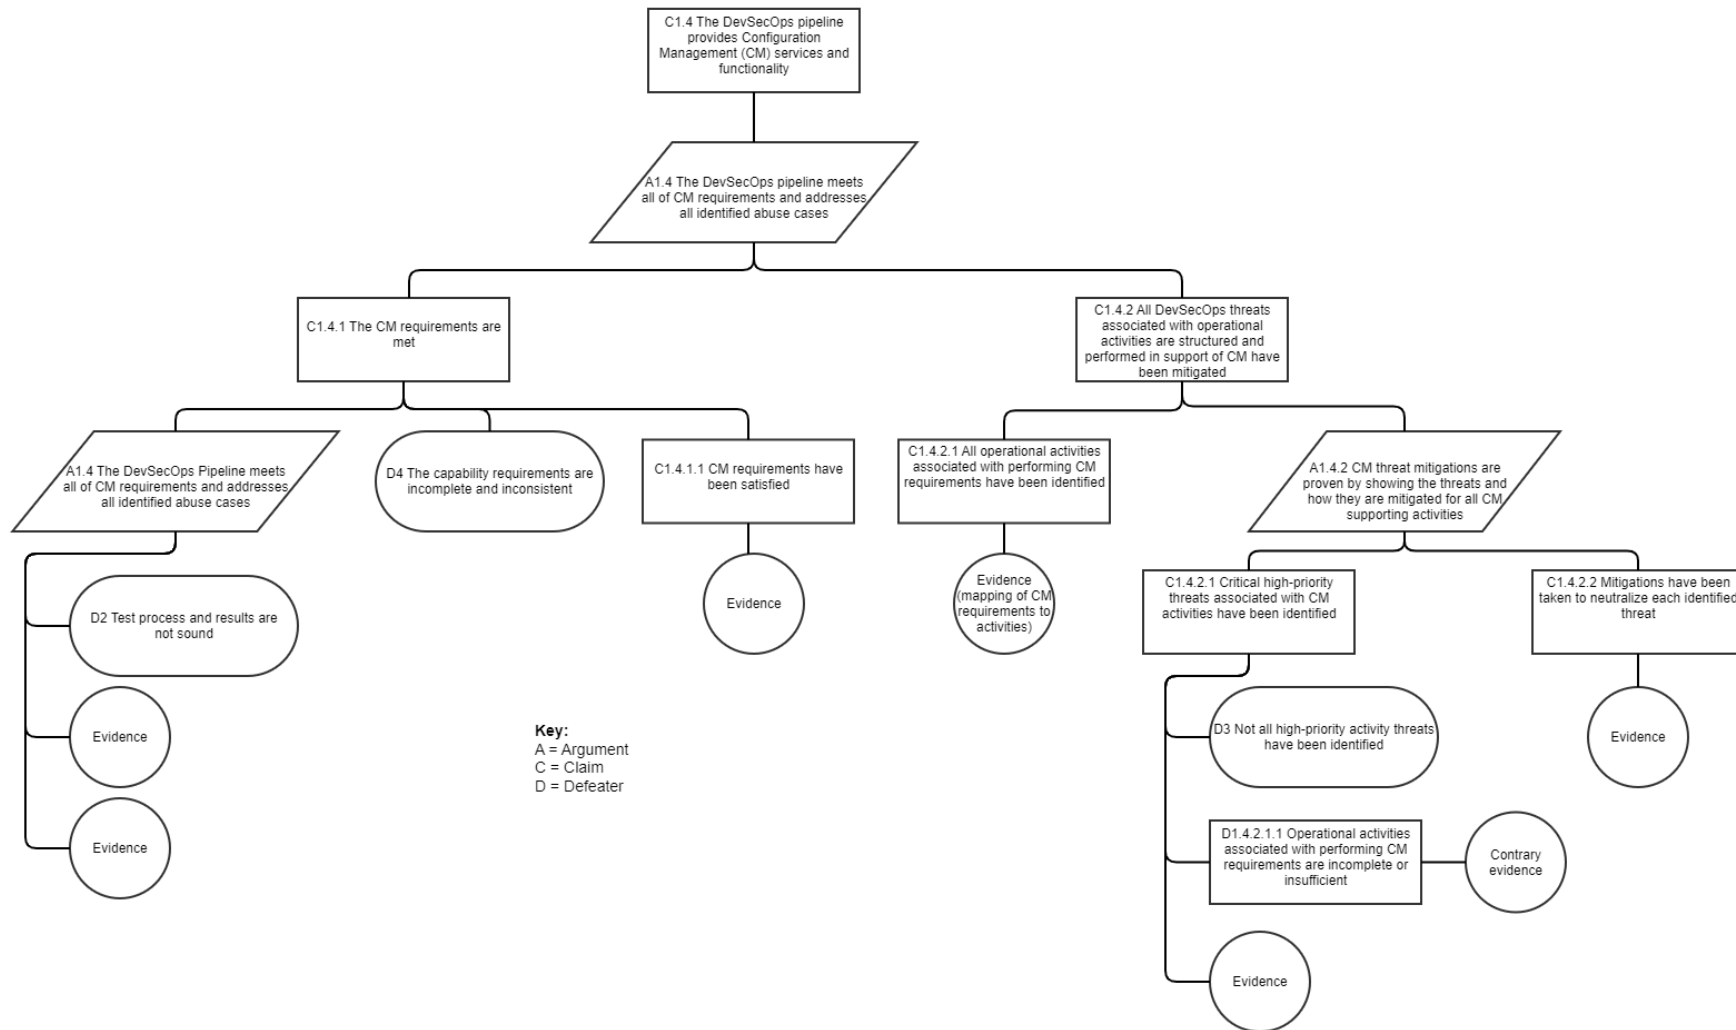 C1.4 The DevSecOps pipeline
provides Configuration
Management (CM) services and
functionality
A1.4 The DevSecOps pipeline meets
all of CM requirements and addresses
all identified abuse cases
C1.4.1 The CM requirements are
met
C1.4.2 All DevSecOps threats
associated with operational
activities are structured and
performed in support of CM have
been mitigated
A1.4 The DevSecOps Pipeline meets
all of CM requirements and addresses
all identified abuse cases
D4 The capability requirements are
incomplete and inconsistent
C1.4.1.1 CM requirements have
been satisfied
C1.4.2.1 All operational activities
associated with performing CM
requirements have been identified
A1.4.2 CM threat mitigations are
proven by showing the threats and
how they are mitigated for all CM
supporting activities
D2 Test process and results are
not sound
Evidence
Evidence
Evidence
Evidence
(mapping of CM
requirements to
activities)
C1.4.2.1 Critical high-priority
threats associated with CM
activities have been identified
C1.4.2.2 Mitigations have been
taken to neutralize each identified
threat
D3 Not all high-priority activity threats
have been identified
Evidence
D1.4.2.1.1 Operational activities
associated with performing CM
requirements are incomplete or
insufficient
Contrary
evidence
Evidence
Key:
A = Argument
C = Claim
D = Defeater